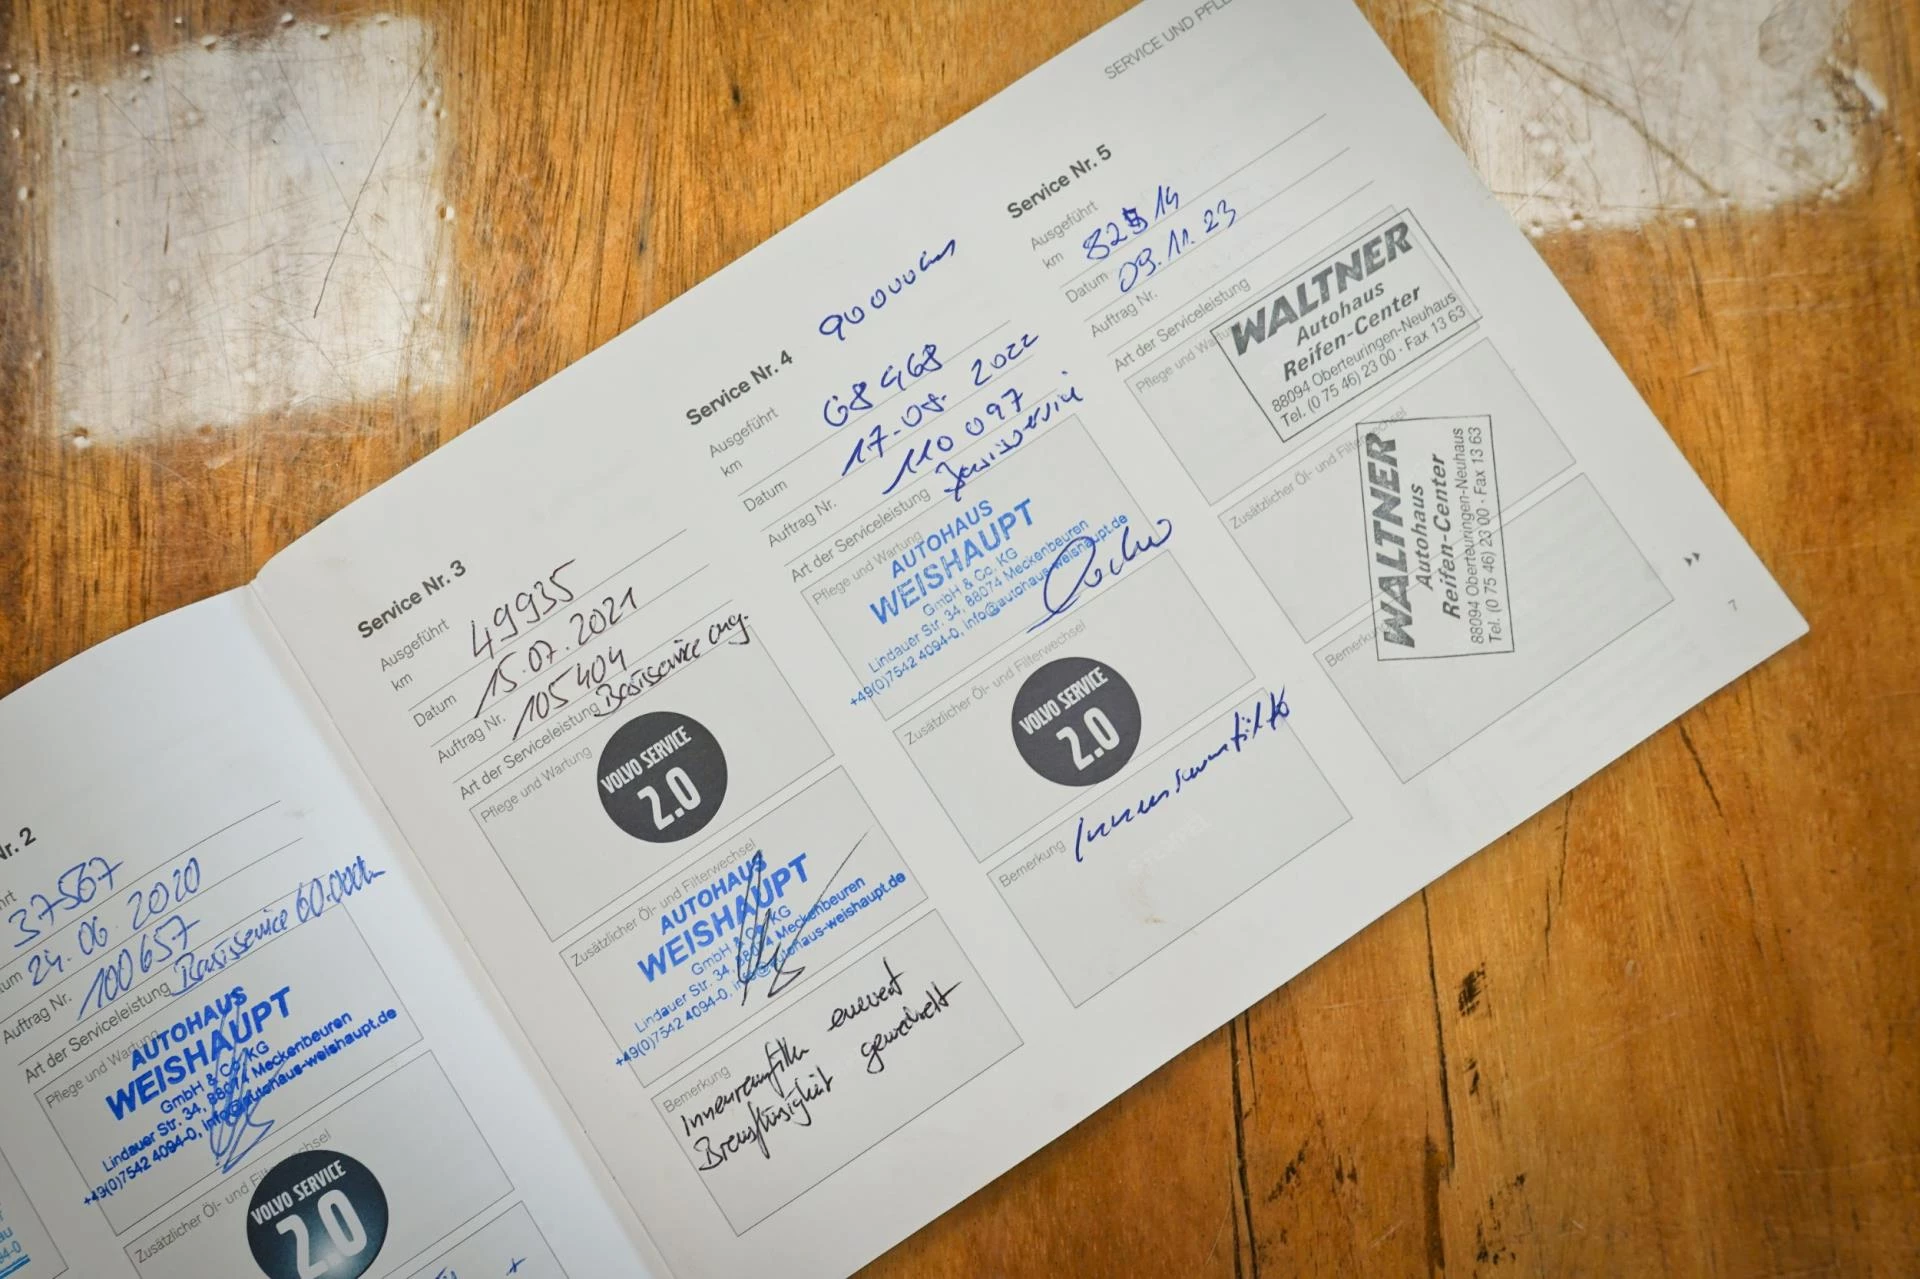 SERVICE UND PFLE
Nr. 2
37567
24.06.2020
Auftrag Nr. 100657
Art der Serviceleistung Basisservice 60.000km
Pflege und Wartung
AUTOHAUS
WEISHAUPT
GmbH & Co. KG
Lindauer Str. 34, 88074 Meckenbeuren
+49(0)7542 4094-0, info@autohaus-weishaupt.de
Zusätzlicher Öl- und Filterwechsel
VOLVO SERVICE
2.0
Service Nr. 3
Ausgeführt
km 49935
Datum 15.07.2021
Auftrag Nr. 105404
Art der Serviceleistung Basisservice ang.
Pflege und Wartung
VOLVO SERVICE
2.0
Zusätzlicher Öl- und Filterwechsel
AUTOHAUS
WEISHAUPT
GmbH & Co. KG
Lindauer Str. 34, 88074 Meckenbeuren
+49(0)7542 4094-0, info@autohaus-weishaupt.de
Bemerkung
Innenraumfilter erneuert
Bremsflüssigkeit gewechselt
Service Nr. 4 90000km
Ausgeführt
km 68468
Datum 17.08.2022
Auftrag Nr. 110097
Art der Serviceleistung Basisservice
Pflege und Wartung
AUTOHAUS
WEISHAUPT
GmbH & Co. KG
Lindauer Str. 34, 88074 Meckenbeuren
+49(0)7542 4094-0, info@autohaus-weishaupt.de
Zusätzlicher Öl- und Filterwechsel
VOLVO SERVICE
2.0
Bemerkung Innenraumfilter
Service Nr. 5
Ausgeführt
km 82514
Datum 09.11.23
Auftrag Nr.
Art der Serviceleistung
Pflege und Wartung
WALTNER
Autohaus
Reifen-Center
88094 Oberteuringen-Neuhaus
Tel. (0 75 46) 23 00 · Fax 13 63
Zusätzlicher Öl- und Filterwechsel
WALTNER
Autohaus
Reifen-Center
88094 Oberteuringen-Neuhaus
Tel. (0 75 46) 23 00 · Fax 13 63
Bemerku
7